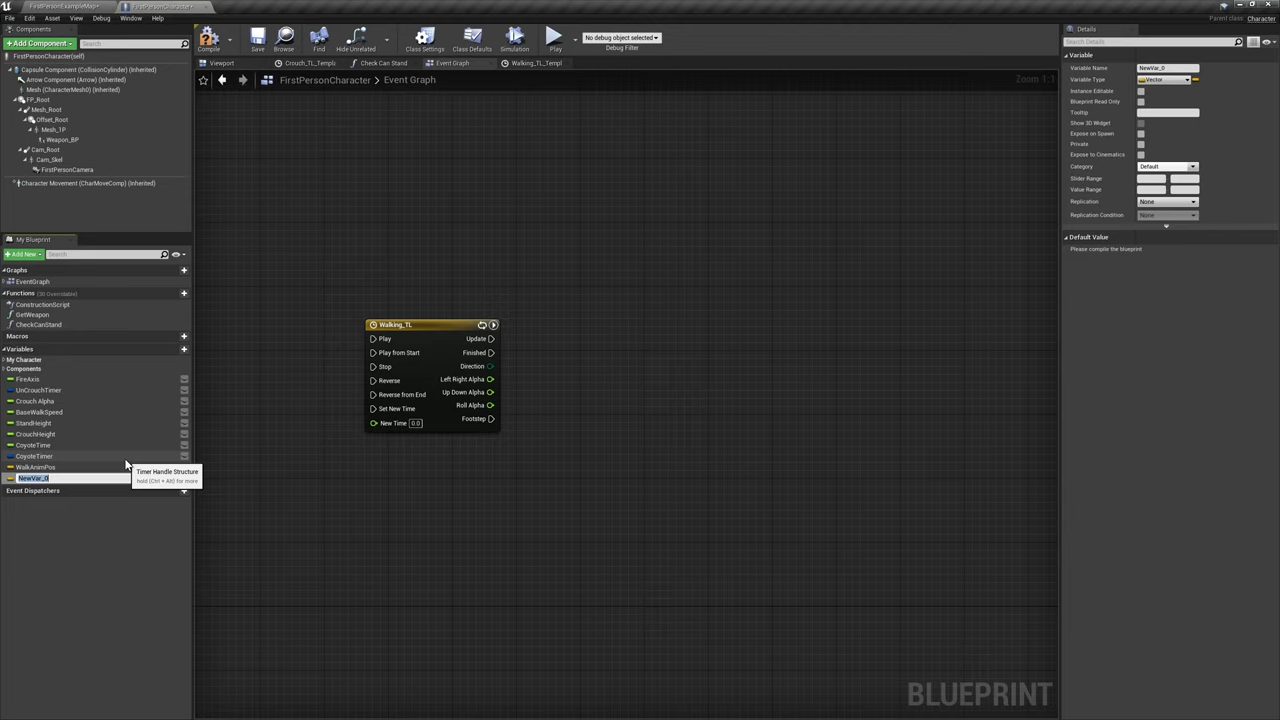 FirstPersonExampleMap•
FirstPersonCharacter•
File
Edit
Asset
View
Debug
Window
Help
Parent class: Character
Components
+Add Component
Search
FirstPersonCharacter(self)
Capsule Component (CollisionCylinder) (Inherited)
Arrow Component (Arrow) (Inherited)
Mesh (CharacterMesh0) (Inherited)
FP_Root
Mesh_Root
Offset_Root
Mesh_1P
Weapon_BP
Cam_Root
Cam_Skel
FirstPersonCamera
Character Movement (CharMoveComp) (Inherited)
My Blueprint
+Add New
Search
Graphs
EventGraph
Functions (30 Overridable)
ConstructionScript
GetWeapon
CheckCanStand
Macros
Variables
My Character
Components
FireAxis
UnCrouchTimer
Crouch Alpha
BaseWalkSpeed
StandHeight
CrouchHeight
CoyoteTime
CoyoteTimer
WalkAnimPos
NewVar_0
Event Dispatchers
Timer Handle Structure
hold (Ctrl + Alt) for more
Compile
Save
Browse
Find
Hide Unrelated
Class Settings
Class Defaults
Simulation
Play
No debug object selected
Debug Filter
Viewport
Crouch_TL_Templ
Check Can Stand
Event Graph
Walking_TL_Templ
FirstPersonCharacter > Event Graph
Zoom 1:1
Walking_TL
Play
Play from Start
Stop
Reverse
Reverse from End
Set New Time
New Time 0.0
Update
Finished
Direction
Left Right Alpha
Up Down Alpha
Roll Alpha
Footstep
BLUEPRINT
Details
Search Details
Variable
Variable Name NewVar_0
Variable Type Vector
Instance Editable
Blueprint Read Only
Tooltip
Show 3D Widget
Expose on Spawn
Private
Expose to Cinematics
Category Default
Slider Range
Value Range
Replication None
Replication Condition None
Default Value
Please compile the blueprint